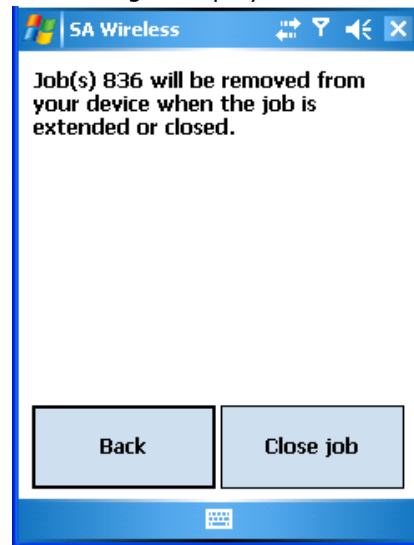 SA Wireless
Job(s) 836 will be removed from
your device when the job is
extended or closed.
Back
Close job